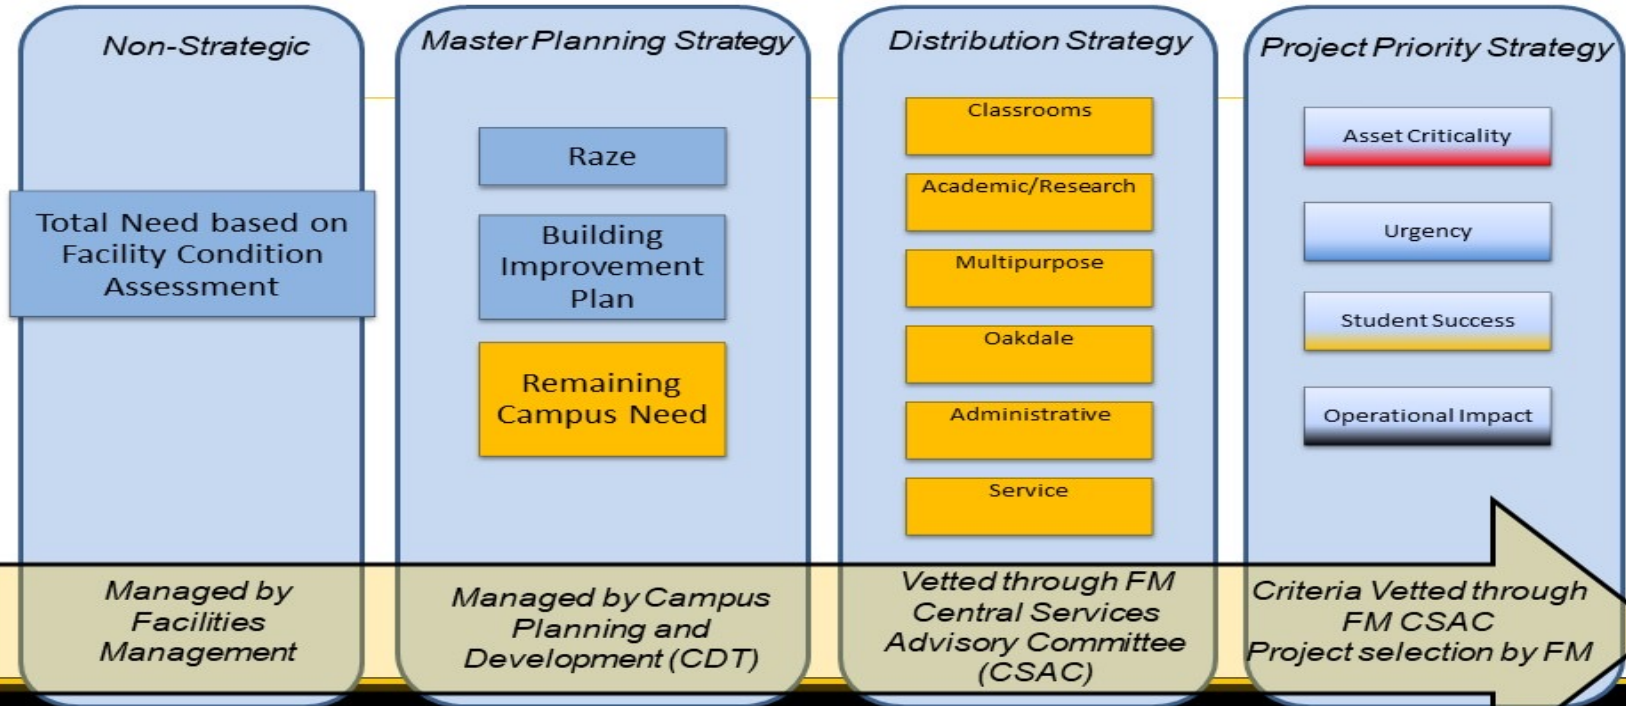 Non-Strategic
Total Need based on
Facility Condition
Assessment
Managed by
Facilities
Management
Master Planning Strategy
Raze
Building
Improvement
Plan
Remaining
Campus Need
Managed by Campus
Planning and
Development (CDT)
Distribution Strategy
Classrooms
Academic/Research
Multipurpose
Oakdale
Administrative
Service
Vetted through FM
Central Services
Advisory Committee
(CSAC)
Project Priority Strategy
Asset Criticality
Urgency
Student Success
Operational Impact
Criteria Vetted through
FM CSAC
Project selection by FM